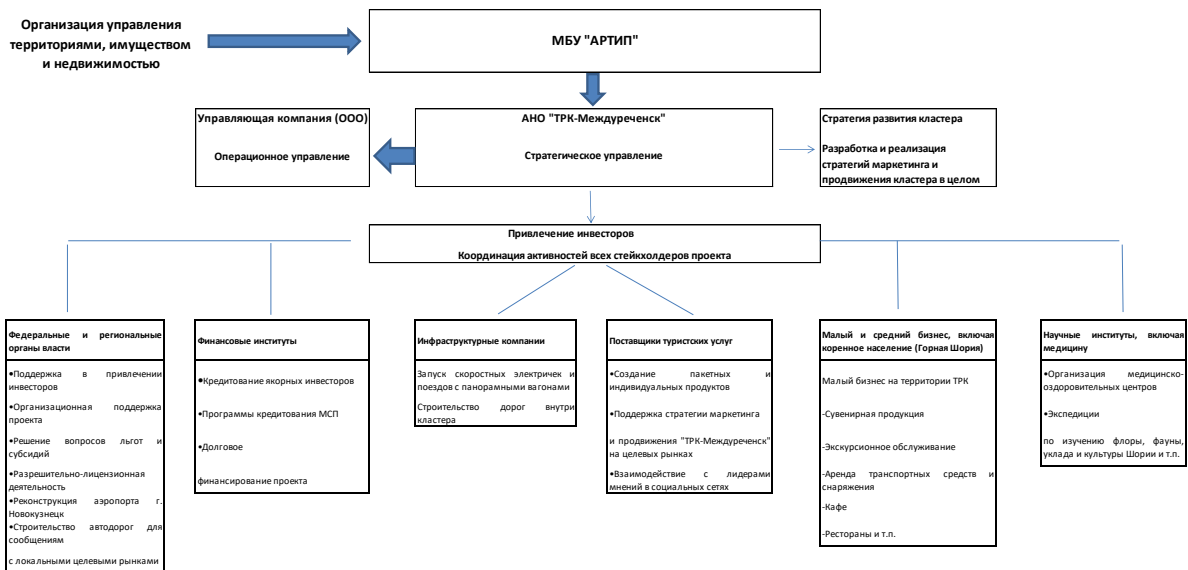 Организация управления
территориями, имуществом
и недвижимостью
МБУ "АРТИП"
Управляющая компания (ООО)
Операционное управление
АНО "ТРК-Междуреченск"
Стратегическое управление
Стратегия развития кластера
Разработка и реализация
стратегий маркетинга и
продвижения кластера в целом
Привлечение инвесторов
Координация активностей всех стейкхолдеров проекта
Федеральные и региональные
органы власти
•Поддержка в привлечении
инвесторов
•Организационная поддержка
проекта
•Решение вопросов льгот и
субсидий
•Разрешительно-лицензионная
деятельность
•Реконструкция аэропорта г.
Новокузнецк
•Строительство автодорог для
сообщениям
с локальными целевыми рынками
Финансовые институты
•Кредитование якорных инвесторов
•Программы кредитования МСП
•Долговое
финансирование проекта
Инфраструктурные компании
Запуск скоростных электричек и
поездов с панорамными вагонами
Строительство дорог внутри
кластера
Поставщики туристских услуг
•Создание пакетных и
индивидуальных продуктов
•Поддержка стратегии маркетинга
и продвижения "ТРК-Междуреченск"
на целевых рынках
•Взаимодействие с лидерами
мнений в социальных сетях
Малый и средний бизнес, включая
коренное население (Горная Шория)
Малый бизнес на территории ТРК
-Сувенирная продукция
-Экскурсионное обслуживание
-Аренда транспортных средств и
снаряжения
-Кафе
-Рестораны и т.п.
Научные институты, включая
медицину
•Организация медицинско-
оздоровительных центров
•Экспедиции
по изучению флоры, фауны,
уклада и культуры Шории и т.п.